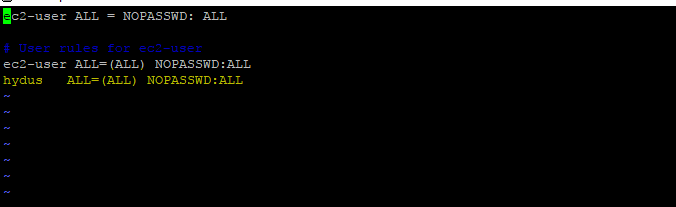 ec2-user ALL = NOPASSWD: ALL
# User rules for ec2-user
ec2-user ALL=(ALL) NOPASSWD:ALL
hydus   ALL=(ALL) NOPASSWD:ALL
~
~
~
~
~
~
~